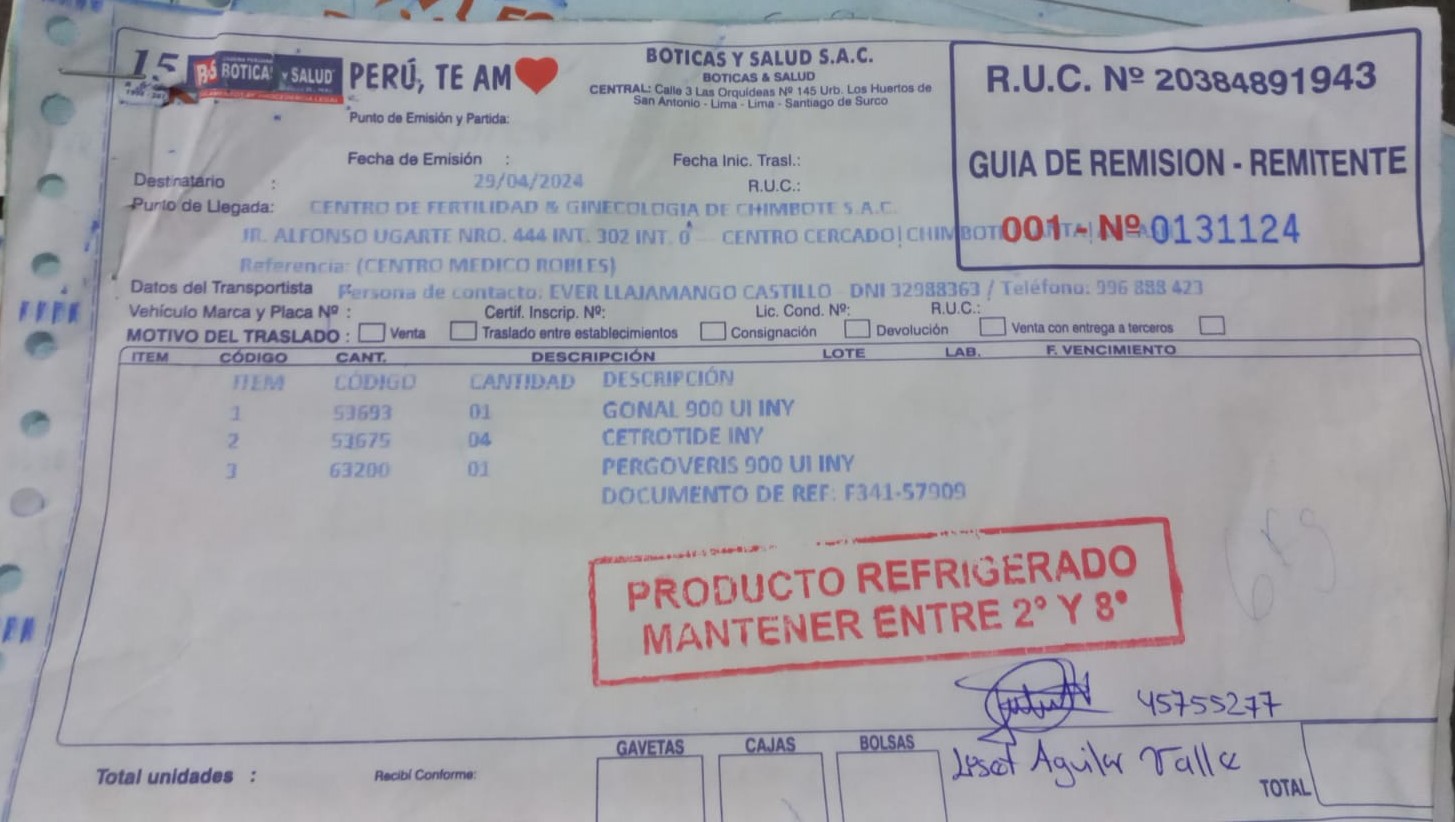 15
BS BOTICAS Y SALUD
PERÚ, TE AM
Punto de Emisión y Partida:
BOTICAS Y SALUD S.A.C.
BOTICAS & SALUD
CENTRAL: Calle 3 Las Orquídeas Nº 145 Urb. Los Huertos de
San Antonio - Lima - Lima - Santiago de Surco
R.U.C. Nº 20384891943
GUIA DE REMISION - REMITENTE
001 - Nº 0131124
Fecha de Emisión : Fecha Inic. Trasl.:
Destinatario : 29/04/2024 R.U.C.:
Punto de Llegada: CENTRO DE FERTILIDAD & GINECOLOGIA DE CHIMBOTE S.A.C.
JR. ALFONSO UGARTE NRO. 444 INT. 302 INT. 0 CENTRO CERCADO| CHIMBOT
Referencia: (CENTRO MEDICO ROBLES)
Datos del Transportista Persona de contacto: EVER LLAJAMANGO CASTILLO DNI 32988363 / Teléfono: 996 888 423
Vehículo Marca y Placa Nº : Certif. Inscrip. Nº: Lic. Cond. Nº: R.U.C.:
MOTIVO DEL TRASLADO : Venta Traslado entre establecimientos Consignación Devolución Venta con entrega a terceros
ITEM CÓDIGO CANT. DESCRIPCIÓN LOTE LAB. F. VENCIMIENTO
ITEM CÓDIGO CANTIDAD DESCRIPCIÓN
1 53693 01 GONAL 900 UI INY
2 53675 04 CETROTIDE INY
3 63200 01 PERGOVERIS 900 UI INY
DOCUMENTO DE REF: F341-57909
PRODUCTO REFRIGERADO
MANTENER ENTRE 2° Y 8°
45755277
Aguilar Valle
Total unidades : Recibí Conforme: GAVETAS CAJAS BOLSAS TOTAL